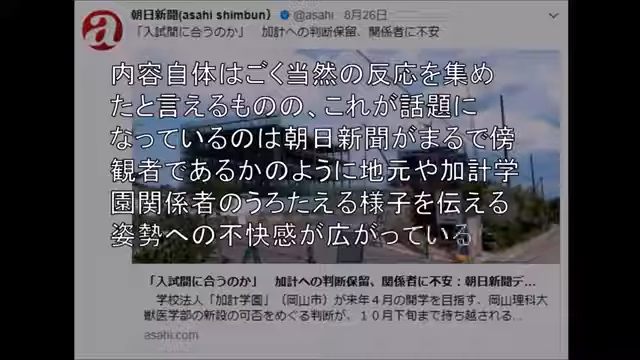 朝日新聞(asahi shimbun) @asahi 8月26日
「入試間に合うのか」 加計への判断保留、関係者に不安
内容自体はごく当然の反応を集め
たと言えるものの、これが話題に
なっているのは朝日新聞がまるで傍
観者であるかのように地元や加計学
園関係者のうろたえる様子を伝える
姿勢への不快感が広がっている
「入試間に合うのか」 加計への判断保留、関係者に不安：朝日新聞デ...
学校法人「加計学園」（岡山市）が来年４月の開学を目指す、岡山理科大
獣医学部の新設の可否をめぐる判断が、１０月下旬まで持ち越される...
asahi.com